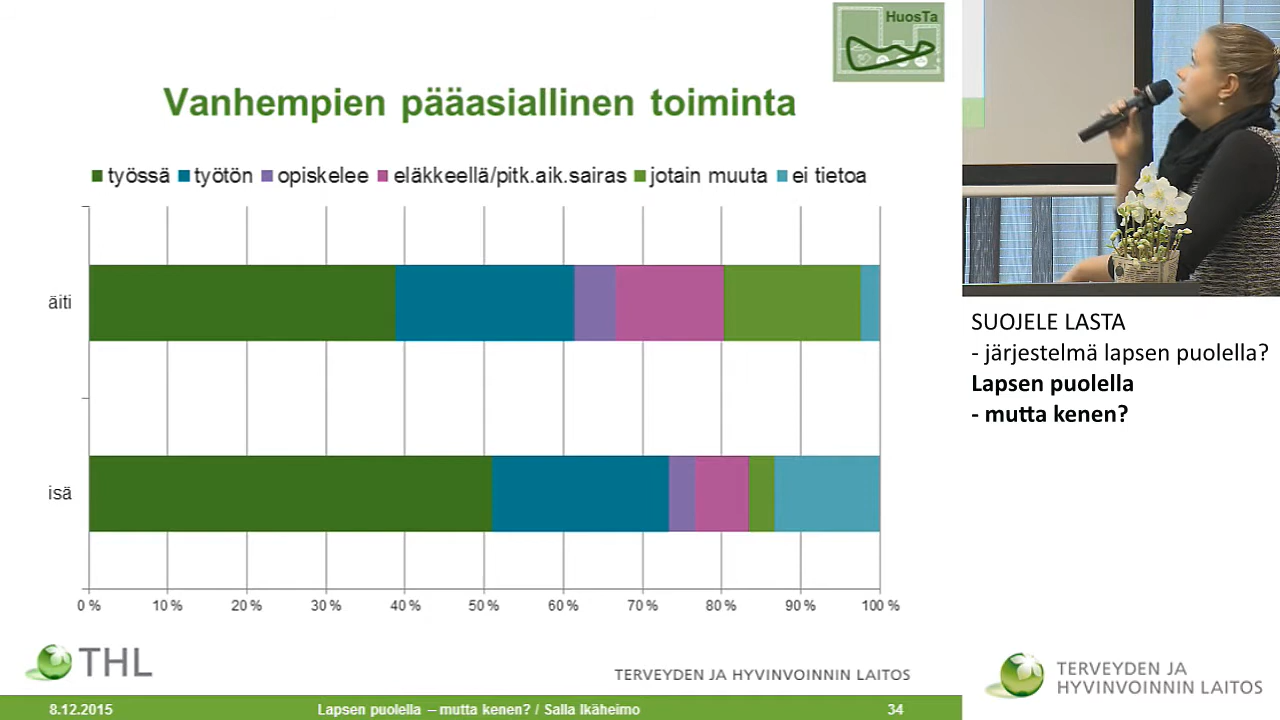 HuosTa
Vanhempien pääasiallinen toiminta
työssä työtön opiskelee eläkkeellä/pitk.aik.sairas jotain muuta ei tietoa
äiti
isä
0 % 10 % 20 % 30 % 40 % 50 % 60 % 70 % 80 % 90 % 100 %
THL
TERVEYDEN JA HYVINVOINNIN LAITOS
8.12.2015 Lapsen puolella – mutta kenen? / Salla Ikäheimo 34
SUOJELE LASTA
- järjestelmä lapsen puolella?
Lapsen puolella
- mutta kenen?
TERVEYDEN JA
HYVINVOINNIN LAITOS